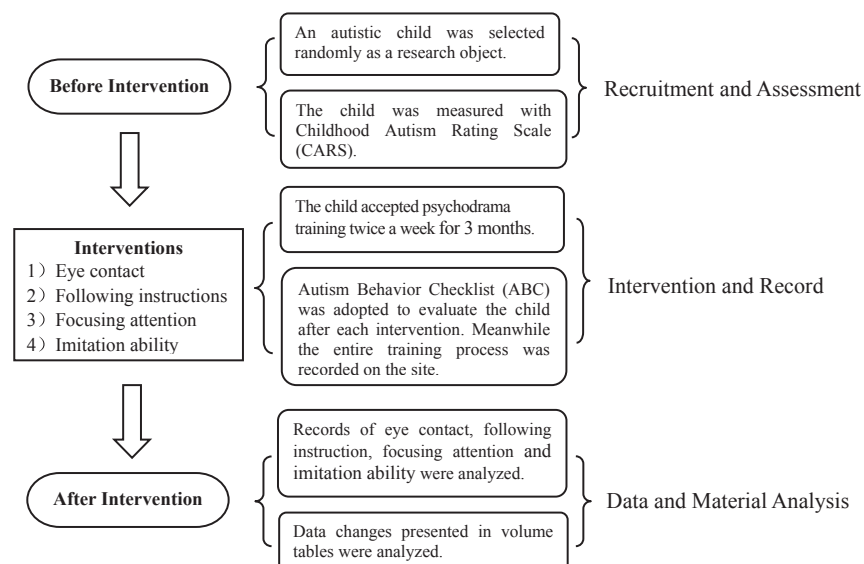 An autistic child was selected
randomly as a research object.
Before Intervention
Recruitment and Assessment
The child was measured with
Childhood Autism Rating Scale
(CARS).
The child accepted psychodrama
training twice a week for 3 months.
Interventions
1）Eye contact
2）Following instructions
3）Focusing attention
4）Imitation ability
Intervention and Record
Autism Behavior Checklist (ABC)
was adopted to evaluate the child
after each intervention. Meanwhile
the entire training process was
recorded on the site.
Records of eye contact, following
instruction, focusing attention and
imitation ability were analyzed.
After Intervention
Data and Material Analysis
Data changes presented in volume
tables were analyzed.